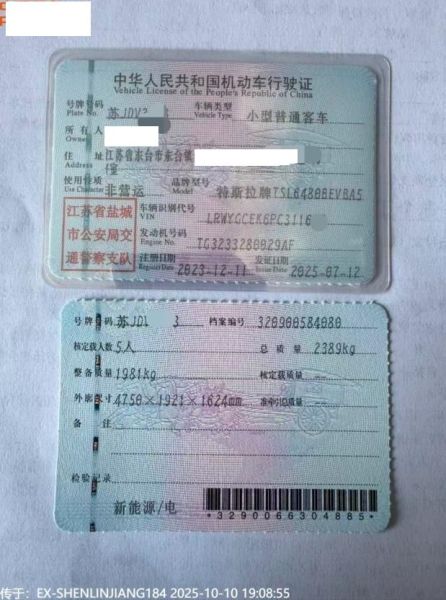 中华人民共和国机动车行驶证
Vehicle License of the People's Republic of China
号牌号码 苏JDV 车辆类型 小型普通客车
Plate No. Vehicle Type
所有人
Owner
住址 江苏省东台市东台镇
Address 室
使用性质 非营运 品牌型号 特斯拉牌TSL6480BEVBA5
Use Character Model
江苏省盐城
市公安局交
通警察支队
车辆识别代号 LRWYGCEK6PC3116
VIN
发动机号码 TG3233280029AF
Engine No.
注册日期 2023-12-11 发证日期 2025-07-12
Register Date Issue Date
号牌号码 苏JD 3 档案编号 320900584080
核定载人数 5人 总质量 2389kg
整备质量 1981kg 核定载质量 --
外廓尺寸 4750×1921×1624mm 准牵引总质量 --
备注
检验记录
新能源/电
*3290066304885*
传于：EX-SHENLINJIANG184 2025-10-10 19:08:55